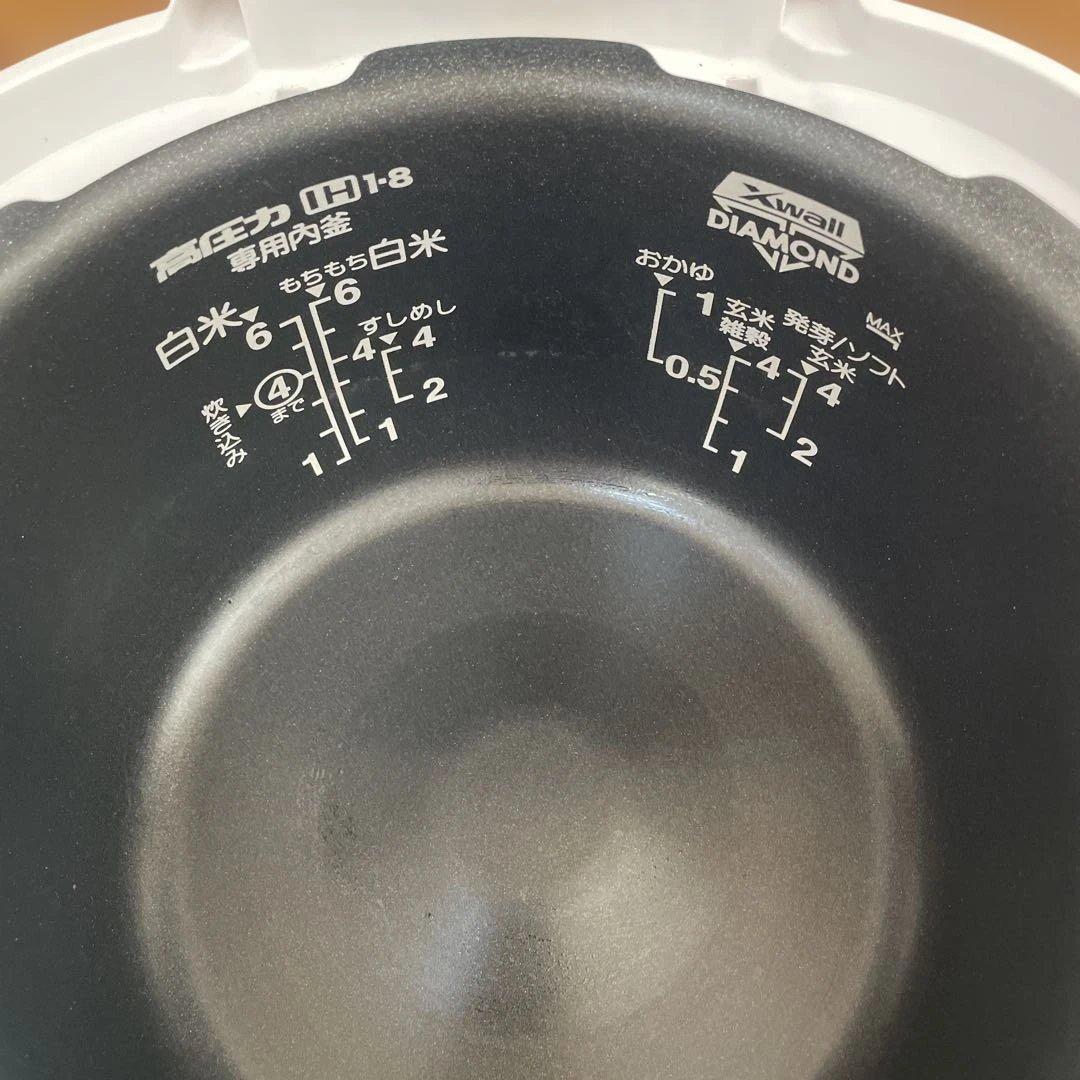 高圧力 IH 1-8
専用内釜
もちもち白米
白米 6
6
すしめし
4
4
炊き込み
4
まで
2
1
1
Xwall
DIAMOND
おかゆ
1
0.5
玄米
雑穀
4
1
発芽/ソフト
玄米
4
2
MAX